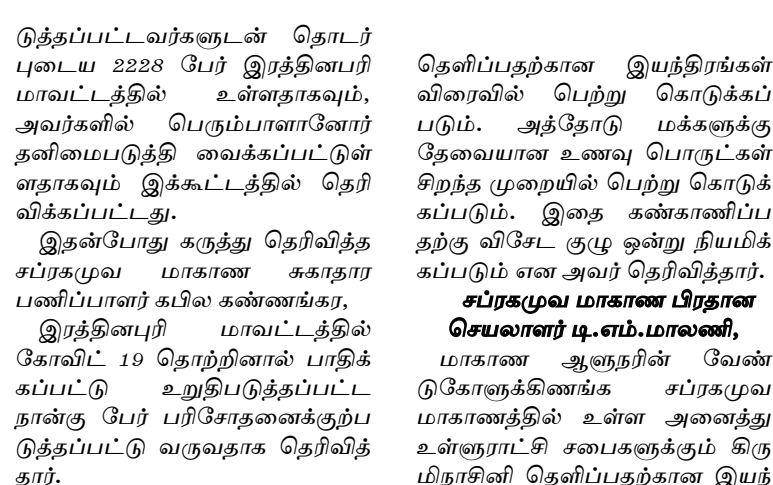 டுத்தப்பட்டவர்களுடன் தொடர்
புடைய 2228 பேர் இரத்தினபரி
மாவட்டத்தில் உள்ளதாகவும்,
அவர்களில் பெரும்பாளானோர்
தனிமைபடுத்தி வைக்கப்பட்டுள்
ளதாகவும் இக்கூட்டத்தில் தெரி
விக்கப்பட்டது.
இதன்போது கருத்து தெரிவித்த
சப்ரகமுவ மாகாண சுகாதார
பணிப்பாளர் கபில கண்ணங்கர,
இரத்தினபுரி மாவட்டத்தில்
கோவிட் 19 தொற்றினால் பாதிக்
கப்பட்டு உறுதிபடுத்தப்பட்ட
நான்கு பேர் பரிசோதனைக்குற்ப
டுத்தப்பட்டு வருவதாக தெரிவித்
தார்.
தெளிப்பதற்கான இயந்திரங்கள்
விரைவில் பெற்று கொடுக்கப்
படும். அத்தோடு மக்களுக்கு
தேவையான உணவு பொருட்கள்
சிறந்த முறையில் பெற்று கொடுக்
கப்படும். இதை கண்காணிப்ப
தற்கு விசேட குழு ஒன்று நியமிக்
கப்படும் என அவர் தெரிவித்தார்.
சப்ரகமுவ மாகாண பிரதான
செயலாளர் டி.எம்.மாலணி,
மாகாண ஆளுநரின் வேண்
டுகோளுக்கிணங்க சப்ரகமுவ
மாகாணத்தில் உள்ள அனைத்து
உள்ளுராட்சி சபைகளுக்கும் கிரு
மிநாசினி தெளிப்பதற்கான இயந்